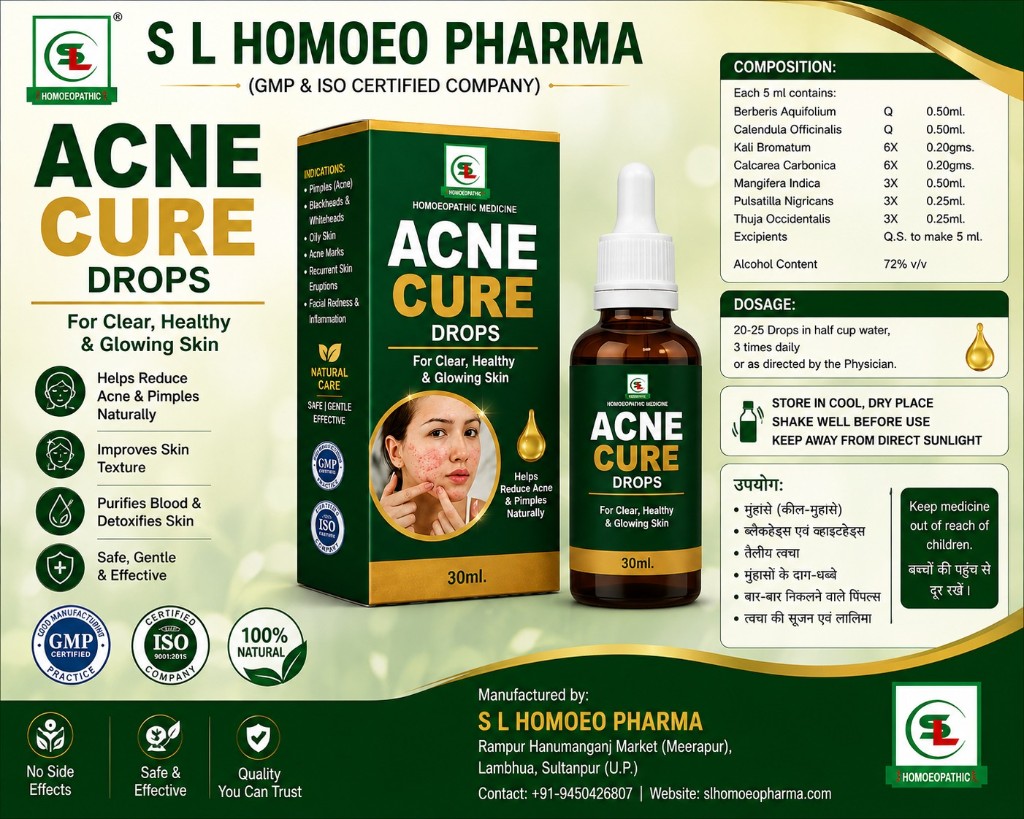 ®
SL
HOMOEOPATHIC
S L HOMOEO PHARMA
(GMP & ISO CERTIFIED COMPANY)
ACNE
CURE
DROPS
For Clear, Healthy
& Glowing Skin
Helps Reduce
Acne & Pimples
Naturally
Improves Skin
Texture
Purifies Blood &
Detoxifies Skin
Safe, Gentle
& Effective
GOOD MANUFACTURING
GMP
CERTIFIED
PRACTICE
CERTIFIED
ISO
9001:2015
COMPANY
100%
NATURAL
INDICATIONS:
• Pimples (Acne)
• Blackheads &
Whiteheads
• Oily Skin
• Acne Marks
• Recurrent Skin
Eruptions
• Facial Redness &
Inflammation
NATURAL
CARE
SAFE | GENTLE
EFFECTIVE
GMP
ISO
COMPANY
SL
HOMOEOPATHIC
HOMOEOPATHIC MEDICINE
ACNE
CURE
DROPS
For Clear, Healthy
& Glowing Skin
Helps
Reduce Acne
& Pimples
Naturally
30ml.
SL
HOMOEOPATHIC MEDICINE
ACNE
CURE
DROPS
For Clear, Healthy
& Glowing Skin
30ml.
COMPOSITION:
Each 5 ml contains:
Berberis Aquifolium Q 0.50ml.
Calendula Officinalis Q 0.50ml.
Kali Bromatum 6X 0.20gms.
Calcarea Carbonica 6X 0.20gms.
Mangifera Indica 3X 0.50ml.
Pulsatilla Nigricans 3X 0.25ml.
Thuja Occidentalis 3X 0.25ml.
Excipients Q.S. to make 5 ml.
Alcohol Content 72% v/v
DOSAGE:
20-25 Drops in half cup water,
3 times daily
or as directed by the Physician.
STORE IN COOL, DRY PLACE
SHAKE WELL BEFORE USE
KEEP AWAY FROM DIRECT SUNLIGHT
उपयोग:
• मुंहासे (कील-मुहासे)
• ब्लैकहेड्स एवं व्हाइटहेड्स
• तैलीय त्वचा
• मुंहासों के दाग-धब्बे
• बार-बार निकलने वाले पिंपल्स
• त्वचा की सूजन एवं लालिमा
Keep medicine
out of reach of
children.
बच्चों की पहुंच से
दूर रखें।
No Side
Effects
Safe &
Effective
Quality
You Can Trust
Manufactured by:
S L HOMOEO PHARMA
Rampur Hanumanganj Market (Meerapur),
Lambhua, Sultanpur (U.P.)
Contact: +91-9450426807 | Website: slhomoeopharma.com
SL
HOMOEOPATHIC